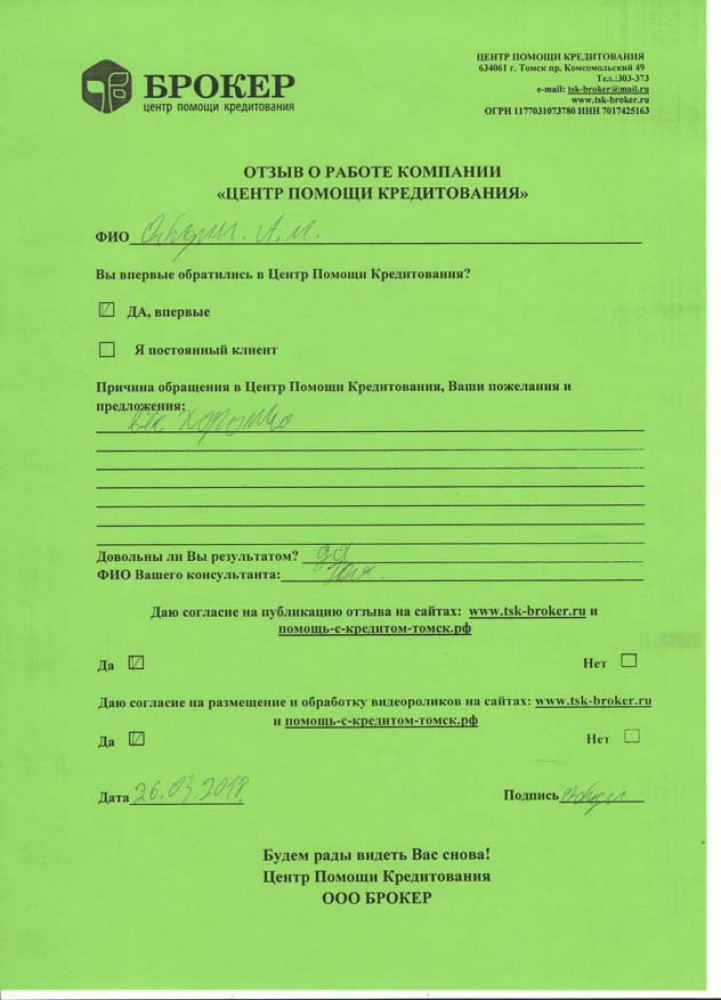 БРОКЕР
центр помощи кредитования
ЦЕНТР ПОМОЩИ КРЕДИТОВАНИЯ
634061 г. Томск пр. Комсомольский 49
Тел.:303-373
e-mail: tsk-broker@mail.ru
www.tsk-broker.ru
ОГРН 1177031073780 ИНН 7017425163
ОТЗЫВ О РАБОТЕ КОМПАНИИ
«ЦЕНТР ПОМОЩИ КРЕДИТОВАНИЯ»
ФИО А.И.
Вы впервые обратились в Центр Помощи Кредитования?
ДА, впервые
Я постоянный клиент
Причина обращения в Центр Помощи Кредитования, Ваши пожелания и
предложения:
хорошо
Довольны ли Вы результатом? да
ФИО Вашего консультанта:
Даю согласие на публикацию отзыва на сайтах: www.tsk-broker.ru и
помощь-с-кредитом-томск.рф
Да Нет
Даю согласие на размещение и обработку видеороликов на сайтах: www.tsk-broker.ru
и помощь-с-кредитом-томск.рф
Да Нет
Дата 26.03.2018 Подпись
Будем рады видеть Вас снова!
Центр Помощи Кредитования
ООО БРОКЕР